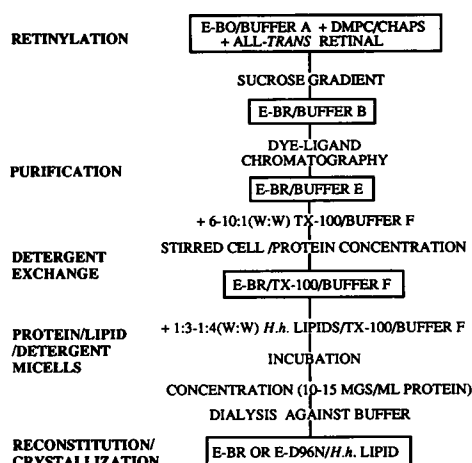 RETINYLATION
E-BO/BUFFER A + DMPC/CHAPS
+ ALL-TRANS RETINAL
SUCROSE GRADIENT
E-BR/BUFFER B
DYE-LIGAND
CHROMATOGRAPHY
PURIFICATION
E-BR/BUFFER E
+ 6-10:1(W:W) TX-100/BUFFER F
STIRRED CELL /PROTEIN CONCENTRATION
DETERGENT
EXCHANGE
E-BR/TX-100/BUFFER F
+ 1:3-1:4(W:W) H.h. LIPIDS/TX-100/BUFFER F
PROTEIN/LIPID
/DETERGENT
MICELLS
INCUBATION
CONCENTRATION (10-15 MGS/ML PROTEIN)
DIALYSIS AGAINST BUFFER
RECONSTITUTION/
CRYSTALLIZATION
E-BR OR E-D96N/H.h. LIPID